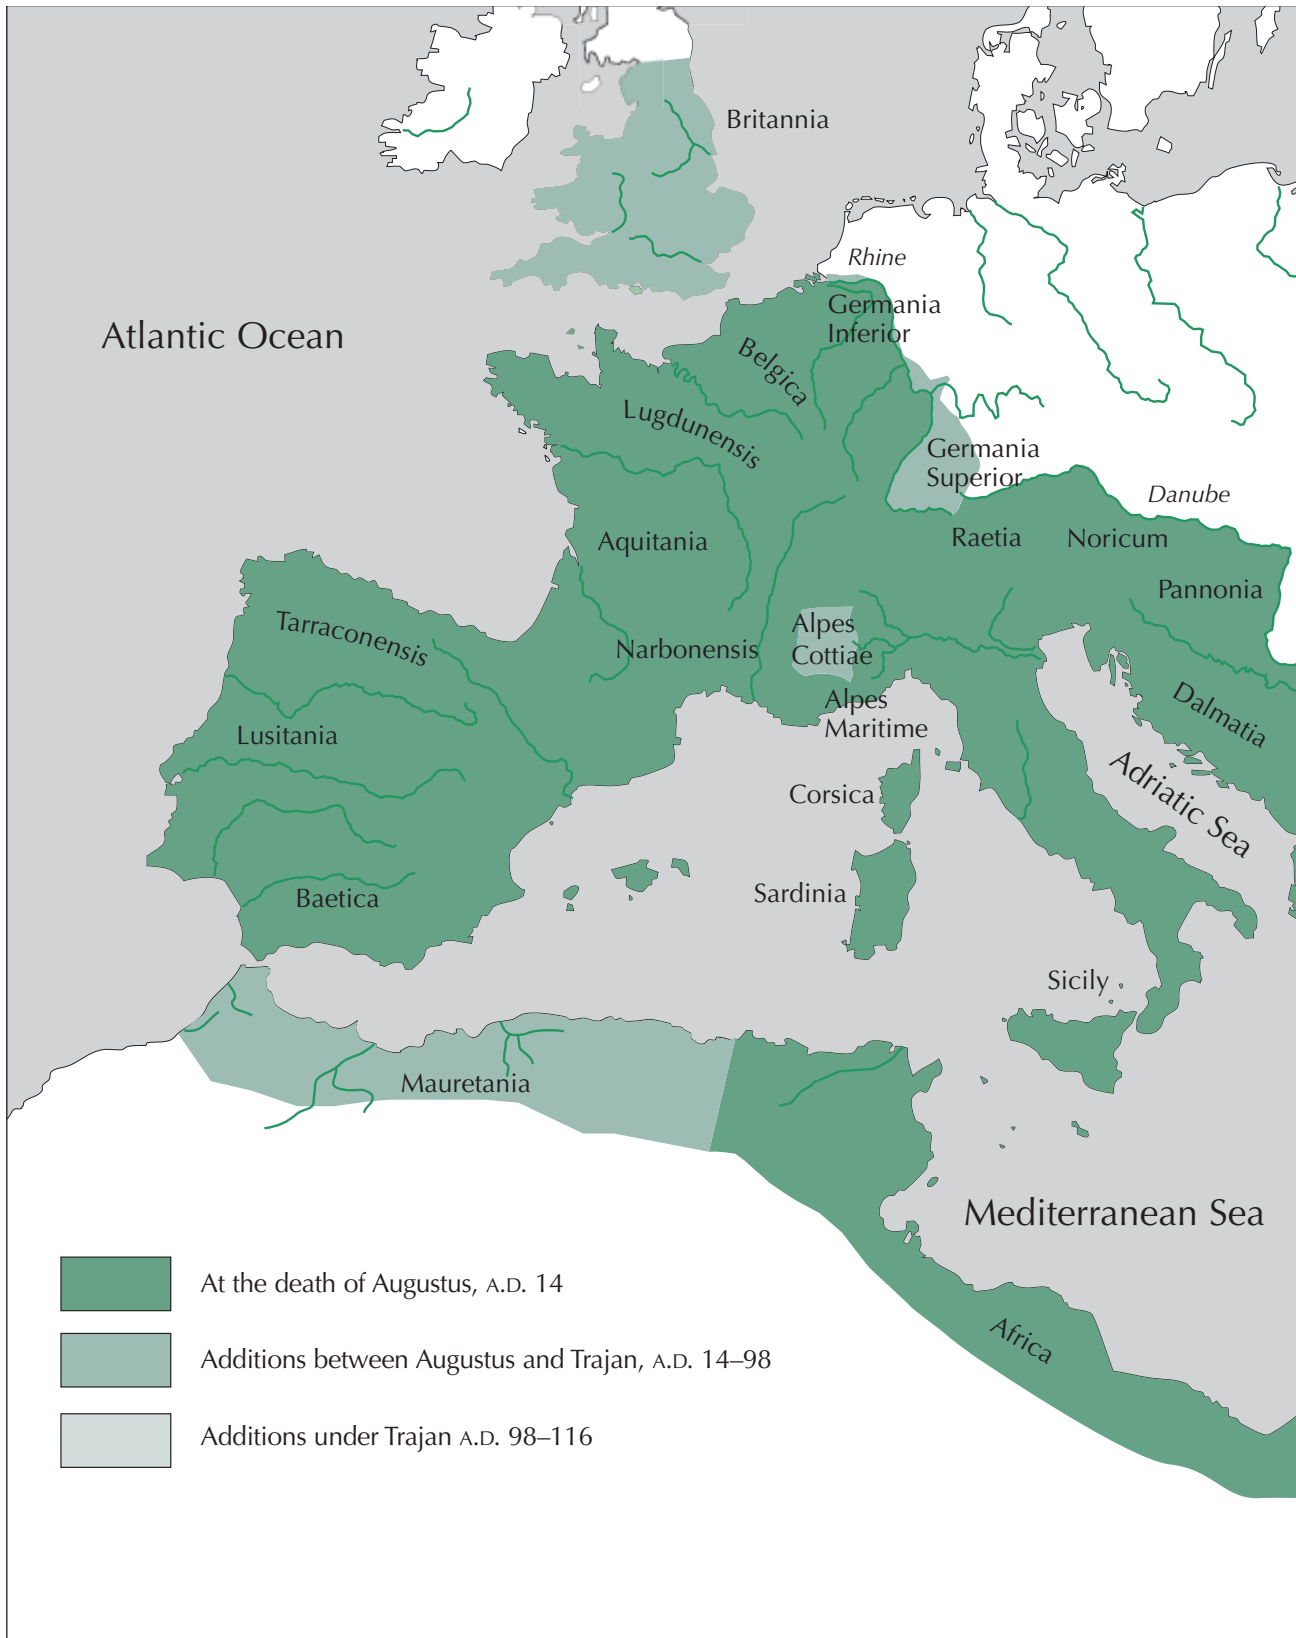 Britannia
Rhine
Germania
Inferior
Atlantic Ocean
Belgica
Lugdunensis
Germania
Superior
Danube
Aquitania
Raetia
Noricum
Pannonia
Tarraconensis
Narbonensis
Alpes
Cottiae
Alpes
Maritime
Dalmatia
Lusitania
Corsica
Adriatic Sea
Baetica
Sardinia
Sicily
Mauretania
Mediterranean Sea
Africa
At the death of Augustus, A.D. 14
Additions between Augustus and Trajan, A.D. 14–98
Additions under Trajan A.D. 98–116